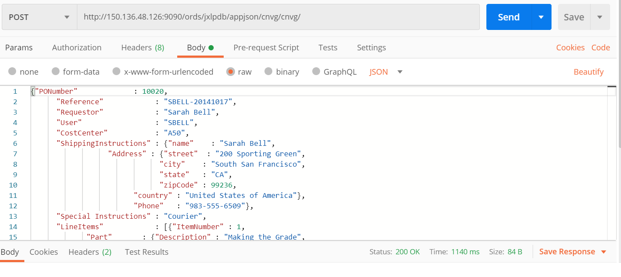 POST http://150.136.48.126:9090/ords/jxlpdb/appjson/cnvg/cnvg/ Send Save
Params Authorization Headers (8) Body Pre-request Script Tests Settings Cookies Code
none form-data x-www-form-urlencoded raw binary GraphQL JSON Beautify
1 {"PONumber" : 10020,
2 "Reference" : "SBELL-20141017",
3 "Requestor" : "Sarah Bell",
4 "User" : "SBELL",
5 "CostCenter" : "A50",
6 "ShippingInstructions" : {"name" : "Sarah Bell",
7 "Address" : {"street" : "200 Sporting Green",
8 "city" : "South San Francisco",
9 "state" : "CA",
10 "zipCode" : 99236,
11 "country" : "United States of America"},
12 "Phone" : "983-555-6509"},
13 "Special Instructions" : "Courier",
14 "LineItems" : [{"ItemNumber" : 1,
15 "Part" : {"Description" : "Making the Grade",
Body Cookies Headers (2) Test Results Status: 200 OK Time: 1140 ms Size: 84 B Save Response